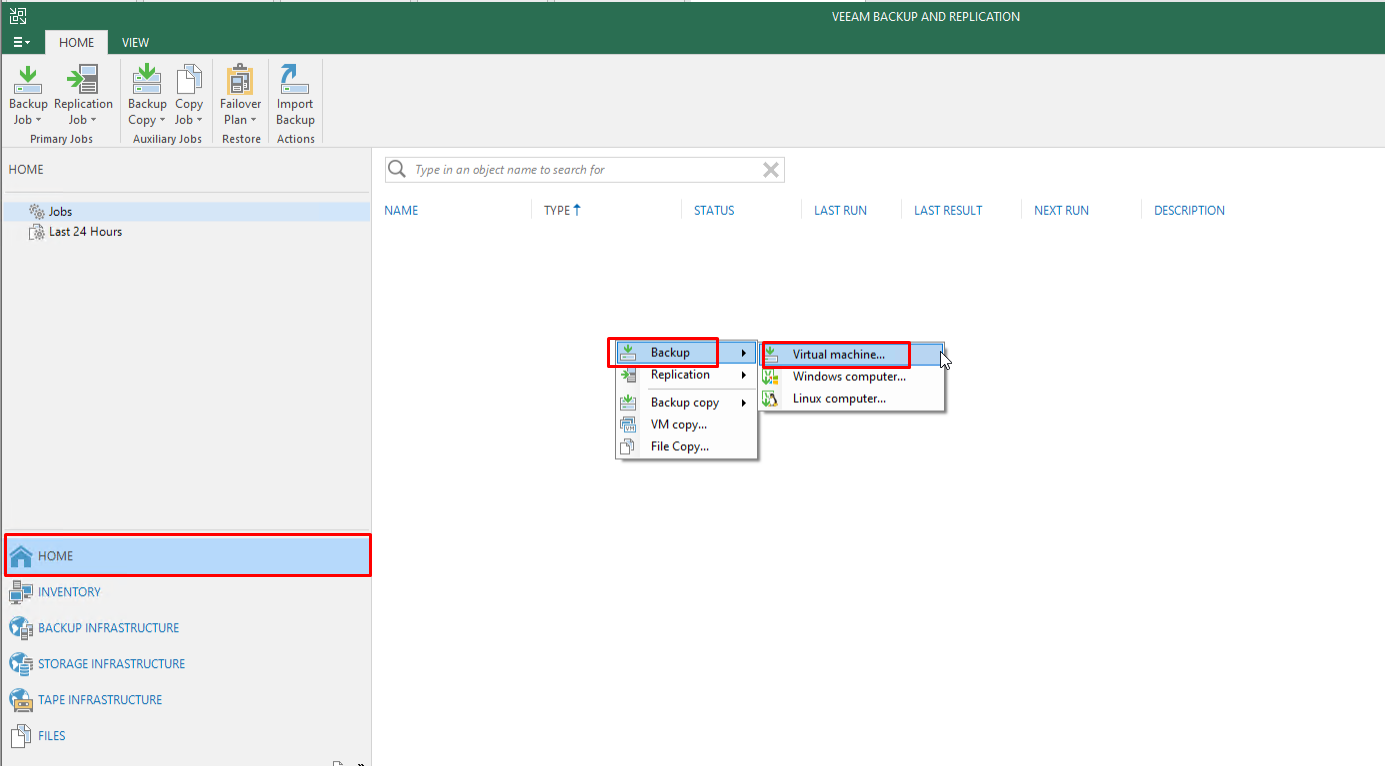 VEEAM BACKUP AND REPLICATION
HOME VIEW
Backup Replication Backup Copy Failover Import
Job Job Copy Job Plan Backup
Primary Jobs Auxiliary Jobs Restore Actions
HOME
Type in an object name to search for
NAME TYPE STATUS LAST RUN LAST RESULT NEXT RUN DESCRIPTION
Jobs
Last 24 Hours
Backup
Replication
Backup copy
VM copy...
File Copy...
Virtual machine...
Windows computer...
Linux computer...
HOME
INVENTORY
BACKUP INFRASTRUCTURE
STORAGE INFRASTRUCTURE
TAPE INFRASTRUCTURE
FILES